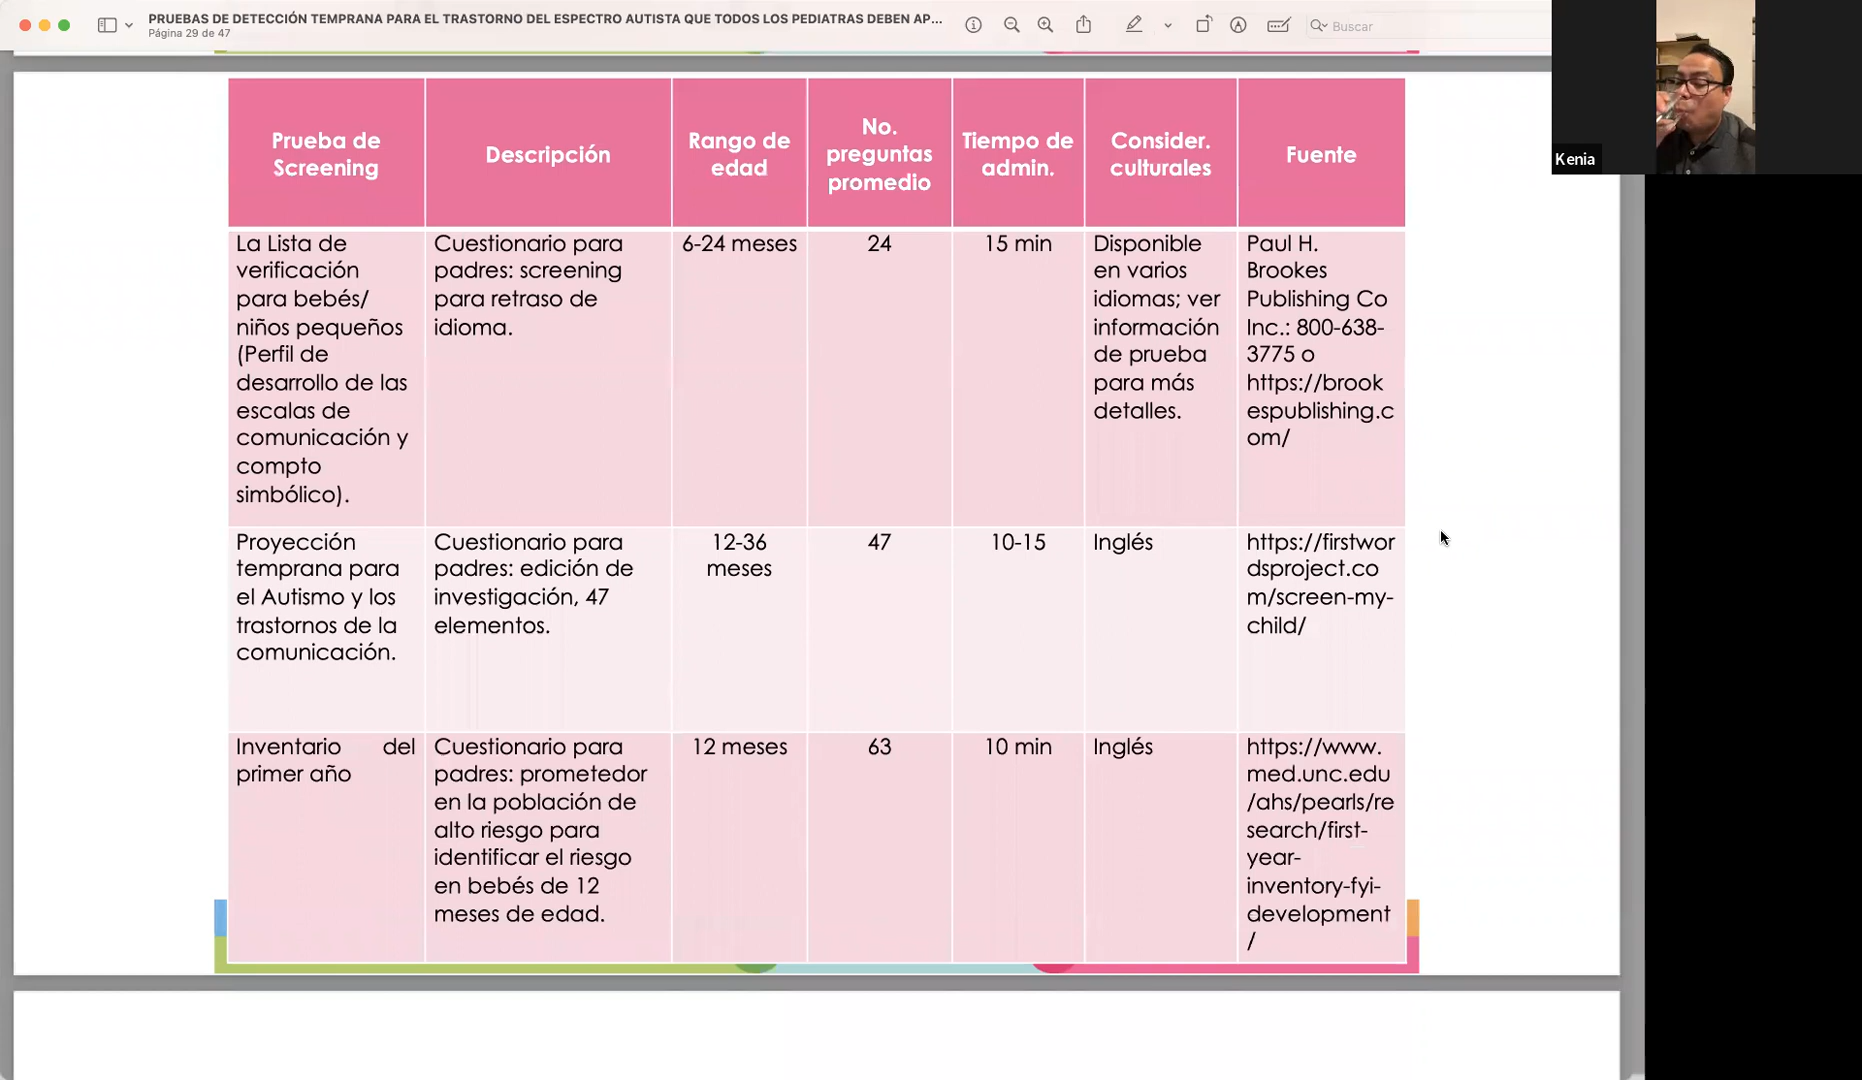 PRUEBAS DE DETECCIÓN TEMPRANA PARA EL TRASTORNO DEL ESPECTRO AUTISTA QUE TODOS LOS PEDIATRAS DEBEN AP...
Página 29 de 47
Buscar
Kenia
Prueba de
Screening
Descripción
Rango de
edad
No.
preguntas
promedio
Tiempo de
admin.
Consider.
culturales
Fuente
La Lista de
verificación
para bebés/
niños pequeños
(Perfil de
desarrollo de las
escalas de
comunicación y
compto
simbólico).
Cuestionario para
padres: screening
para retraso de
idioma.
6-24 meses
24
15 min
Disponible
en varios
idiomas; ver
información
de prueba
para más
detalles.
Paul H.
Brookes
Publishing Co
Inc.: 800-638-
3775 o
https://brook
espublishing.c
om/
Proyección
temprana para
el Autismo y los
trastornos de la
comunicación.
Cuestionario para
padres: edición de
investigación, 47
elementos.
12-36
meses
47
10-15
Inglés
https://firstwor
dsproject.co
m/screen-my-
child/
Inventario del
primer año
Cuestionario para
padres: prometedor
en la población de
alto riesgo para
identificar el riesgo
en bebés de 12
meses de edad.
12 meses
63
10 min
Inglés
https://www.
med.unc.edu
/ahs/pearls/re
search/first-
year-
inventory-fyi-
development
/